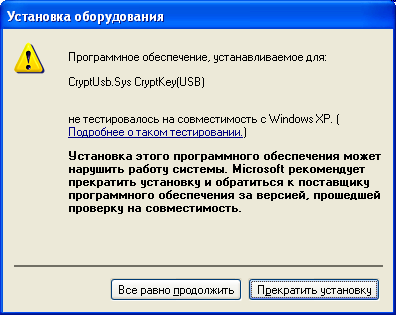 Установка оборудования
Программное обеспечение, устанавливаемое для:
CryptUsb.Sys CryptKey(USB)
не тестировалось на совместимость с Windows XP. (
Подробнее о таком тестировании.)
Установка этого программного обеспечения может
нарушить работу системы. Microsoft рекомендует
прекратить установку и обратиться к поставщику
программного обеспечения за версией, прошедшей
проверку на совместимость.
Все равно продолжить
Прекратить установку